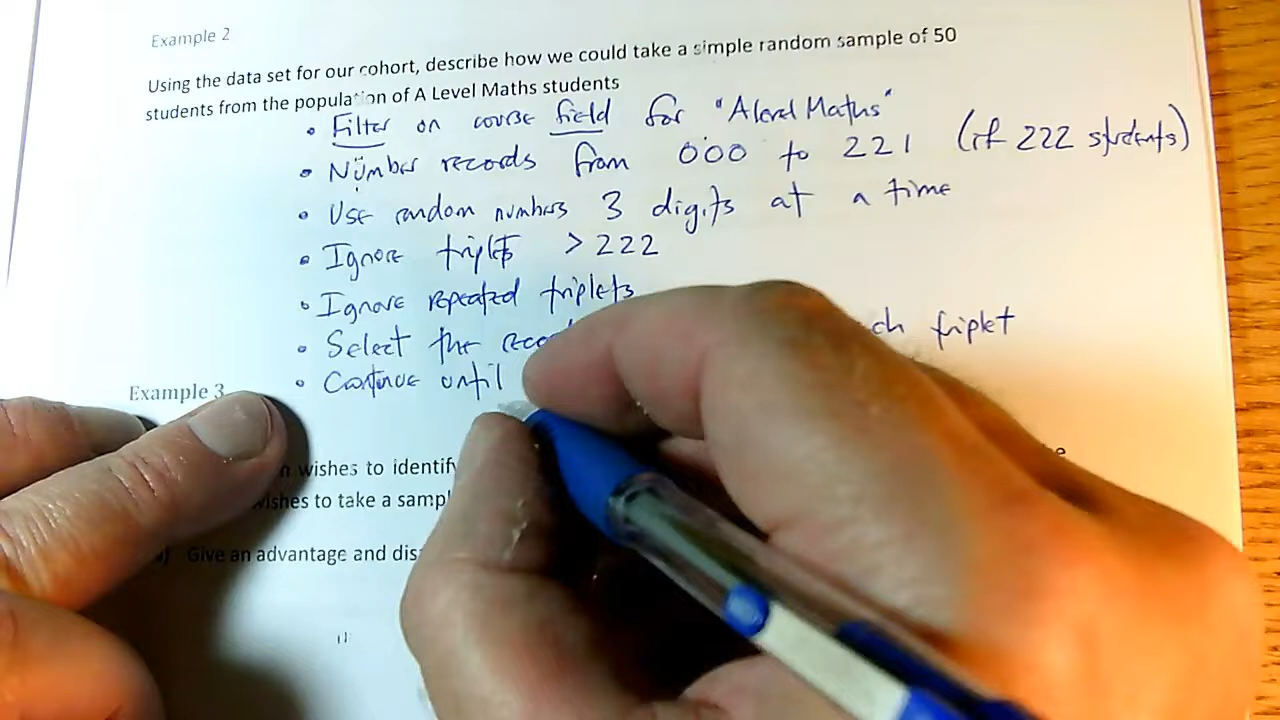 Example 2
Using the data set for our cohort, describe how we could take a simple random sample of 50
students from the population of A Level Maths students
• Filter on course field for "A level Maths"
• Number records from 000 to 221 (if 222 students)
• Use random numbers 3 digits at a time
• Ignore triplets > 222
• Ignore repeated triplets
• Select the reco ch triplet
• Continue until
Example 3
wishes to identify
wishes to take a sampl
Give an advantage and dis